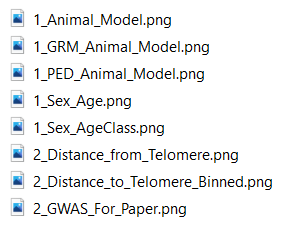 1_Animal_Model.png
1_GRM_Animal_Model.png
1_PED_Animal_Model.png
1_Sex_Age.png
1_Sex_AgeClass.png
2_Distance_from_Telomere.png
2_Distance_to_Telomere_Binned.png
2_GWAS_For_Paper.png